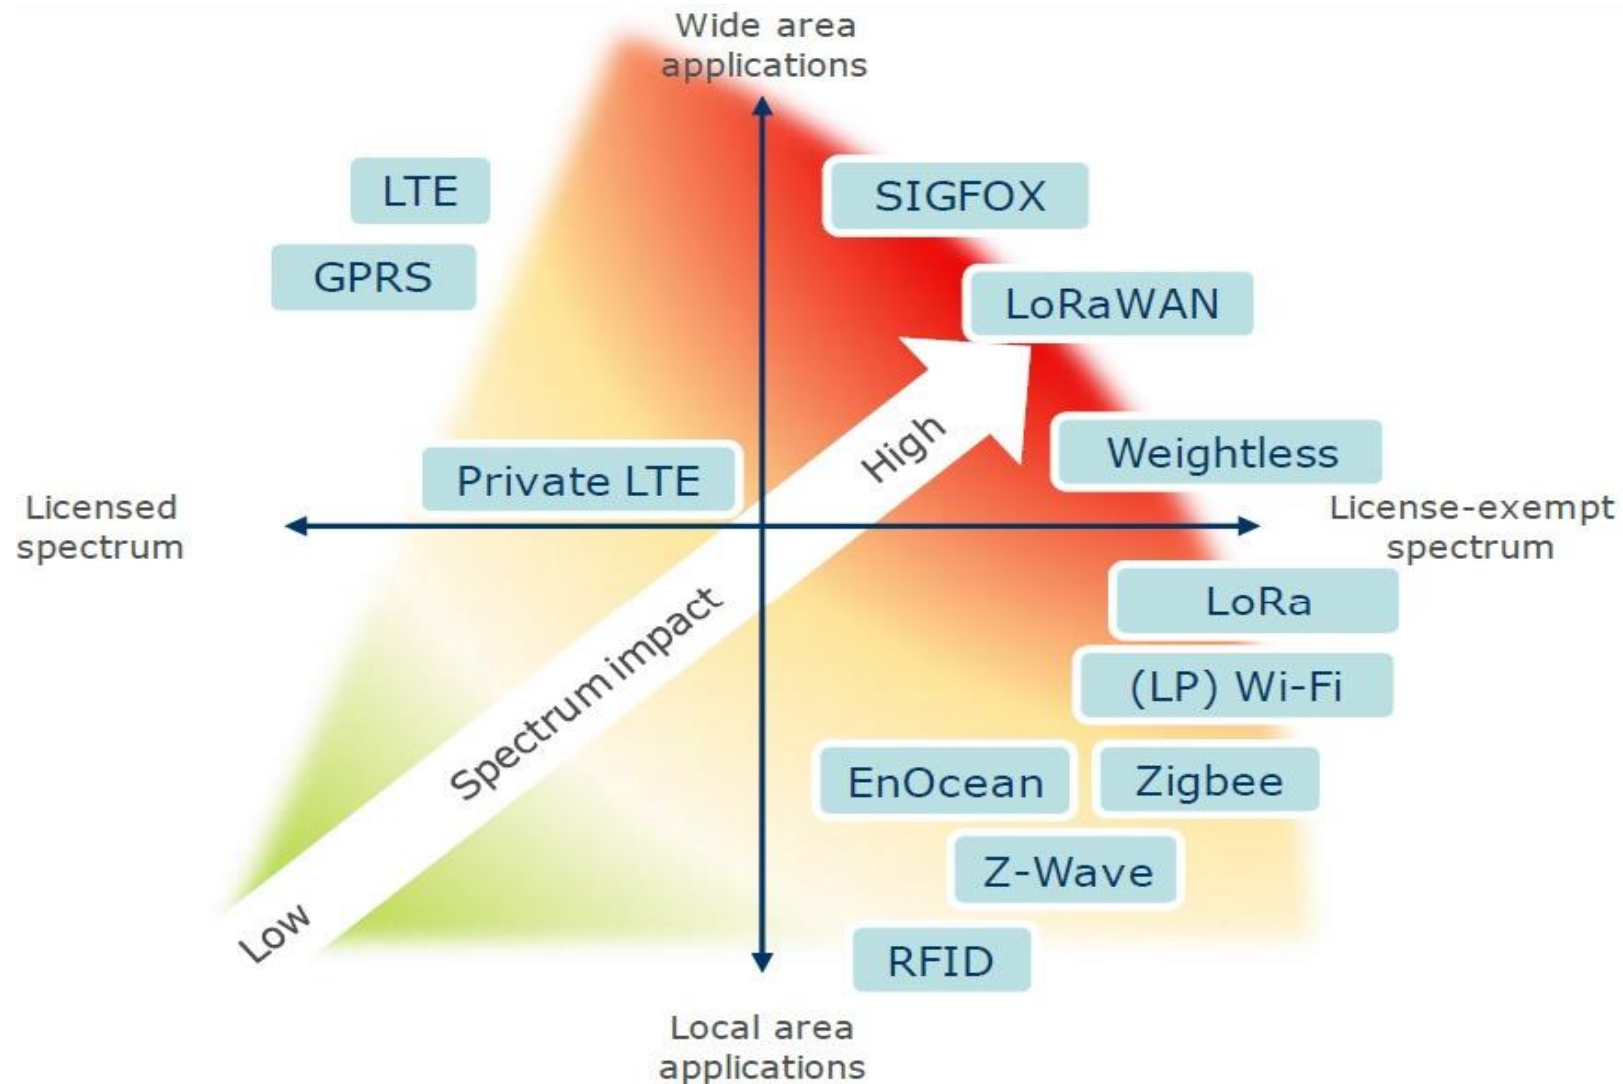 Wide area
applications
LTE
SIGFOX
GPRS
LoRaWAN
High
Weightless
Private LTE
Licensed
spectrum
License-exempt
spectrum
LoRa
Spectrum impact
(LP) Wi-Fi
EnOcean
Zigbee
Z-Wave
Low
RFID
Local area
applications